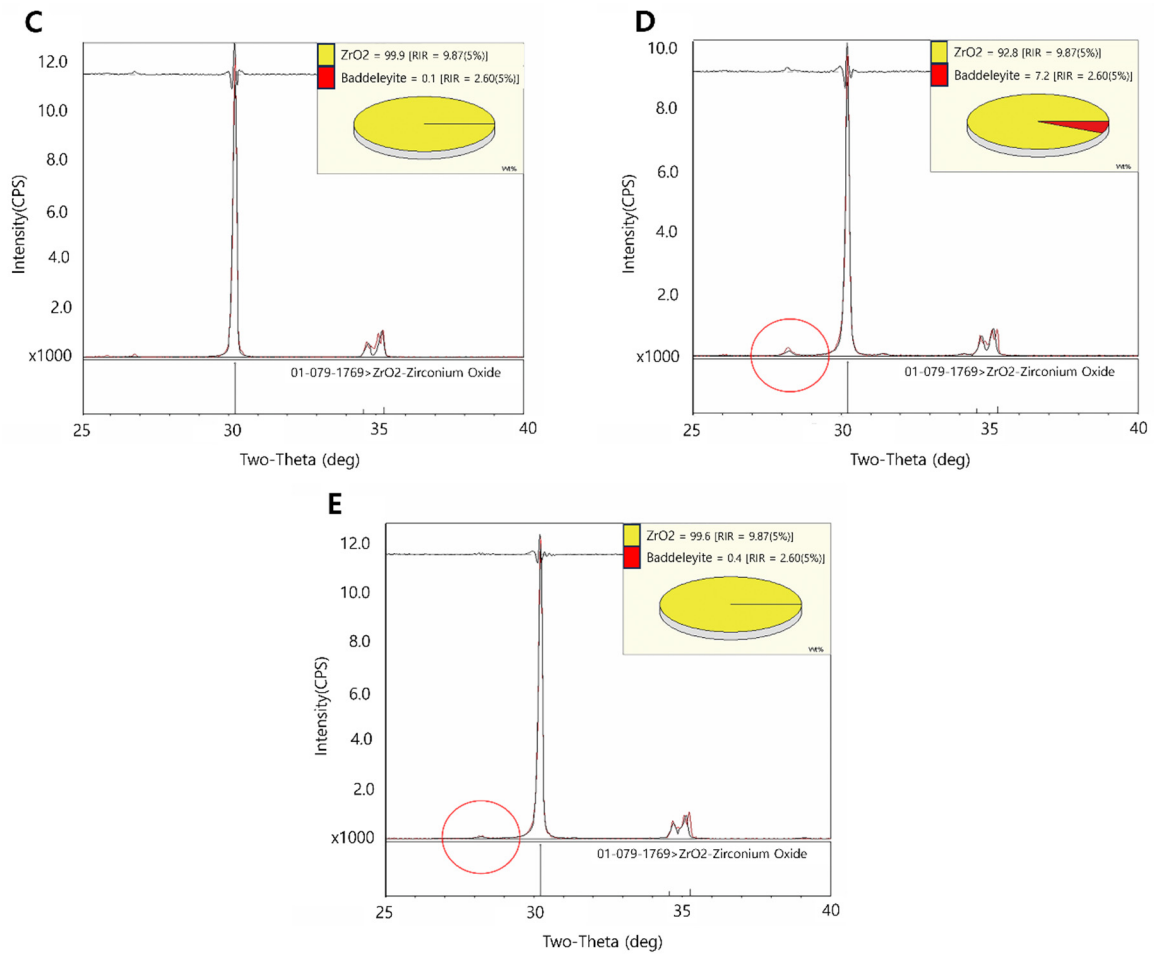 C
12.0
10.0
8.0
6.0
4.0
2.0
x1000
Intensity(CPS)
ZrO2 = 99.9 [RIR = 9.87(5%)]
Baddeleyite = 0.1 [RIR = 2.60(5%)]
wt%
01-079-1769>ZrO2-Zirconium Oxide
25 30 35 40
Two-Theta (deg)
D
10.0
8.0
6.0
4.0
2.0
x1000
Intensity(CPS)
ZrO2 = 92.8 [RIR = 9.87(5%)]
Baddeleyite = 7.2 [RIR = 2.60(5%)]
wt%
01-079-1769>ZrO2-Zirconium Oxide
25 30 35 40
Two-Theta (deg)
E
12.0
10.0
8.0
6.0
4.0
2.0
x1000
Intensity(CPS)
ZrO2 = 99.6 [RIR = 9.87(5%)]
Baddeleyite = 0.4 [RIR = 2.60(5%)]
wt%
01-079-1769>ZrO2-Zirconium Oxide
25 30 35 40
Two-Theta (deg)